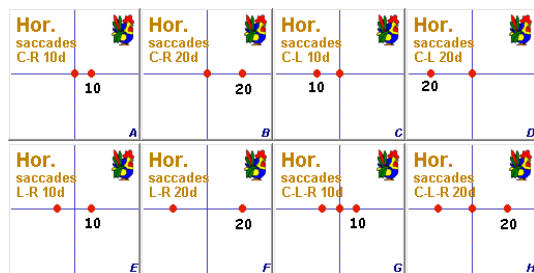 Hor.
saccades
C-R 10d
10
A
Hor.
saccades
C-R 20d
20
B
Hor.
saccades
C-L 10d
10
C
Hor.
saccades
C-L 20d
20
D
Hor.
saccades
L-R 10d
10
E
Hor.
saccades
L-R 20d
20
F
Hor.
saccades
C-L-R 10d
10
G
Hor.
saccades
C-L-R 20d
20
H